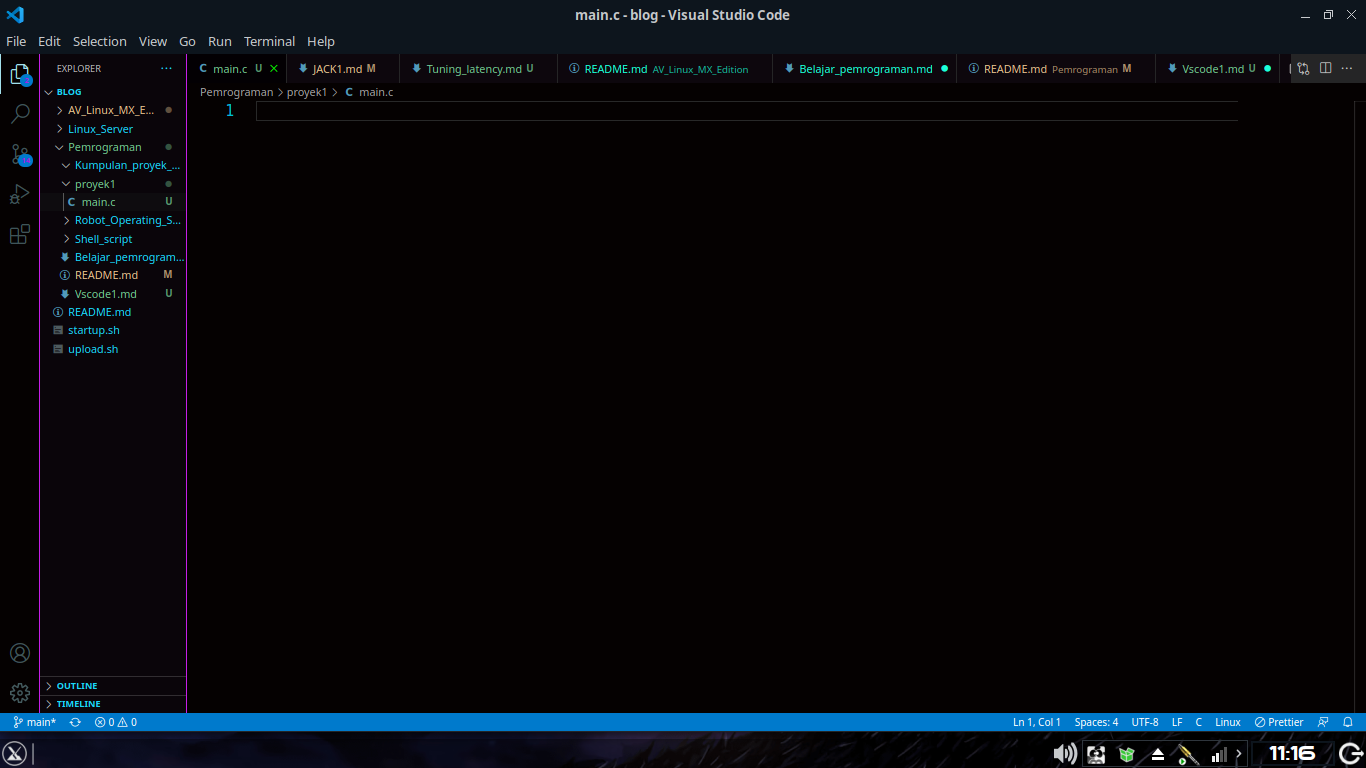 main.c - blog - Visual Studio Code
File Edit Selection View Go Run Terminal Help
EXPLORER
main.c U
JACK1.md M
Tuning_latency.md U
README.md AV_Linux_MX_Edition
Belajar_pemrograman.md
README.md Pemrograman M
Vscode1.md U
Pemrograman > proyek1 > C main.c
BLOG
AV_Linux_MX_E...
Linux_Server
Pemrograman
Kumpulan_proyek_...
proyek1
C main.c U
Robot_Operating_S...
Shell_script
Belajar_pemrogram...
README.md M
Vscode1.md U
README.md
startup.sh
upload.sh
1
OUTLINE
TIMELINE
main* 0 0 Ln 1, Col 1 Spaces: 4 UTF-8 LF C Linux Prettier
11:16